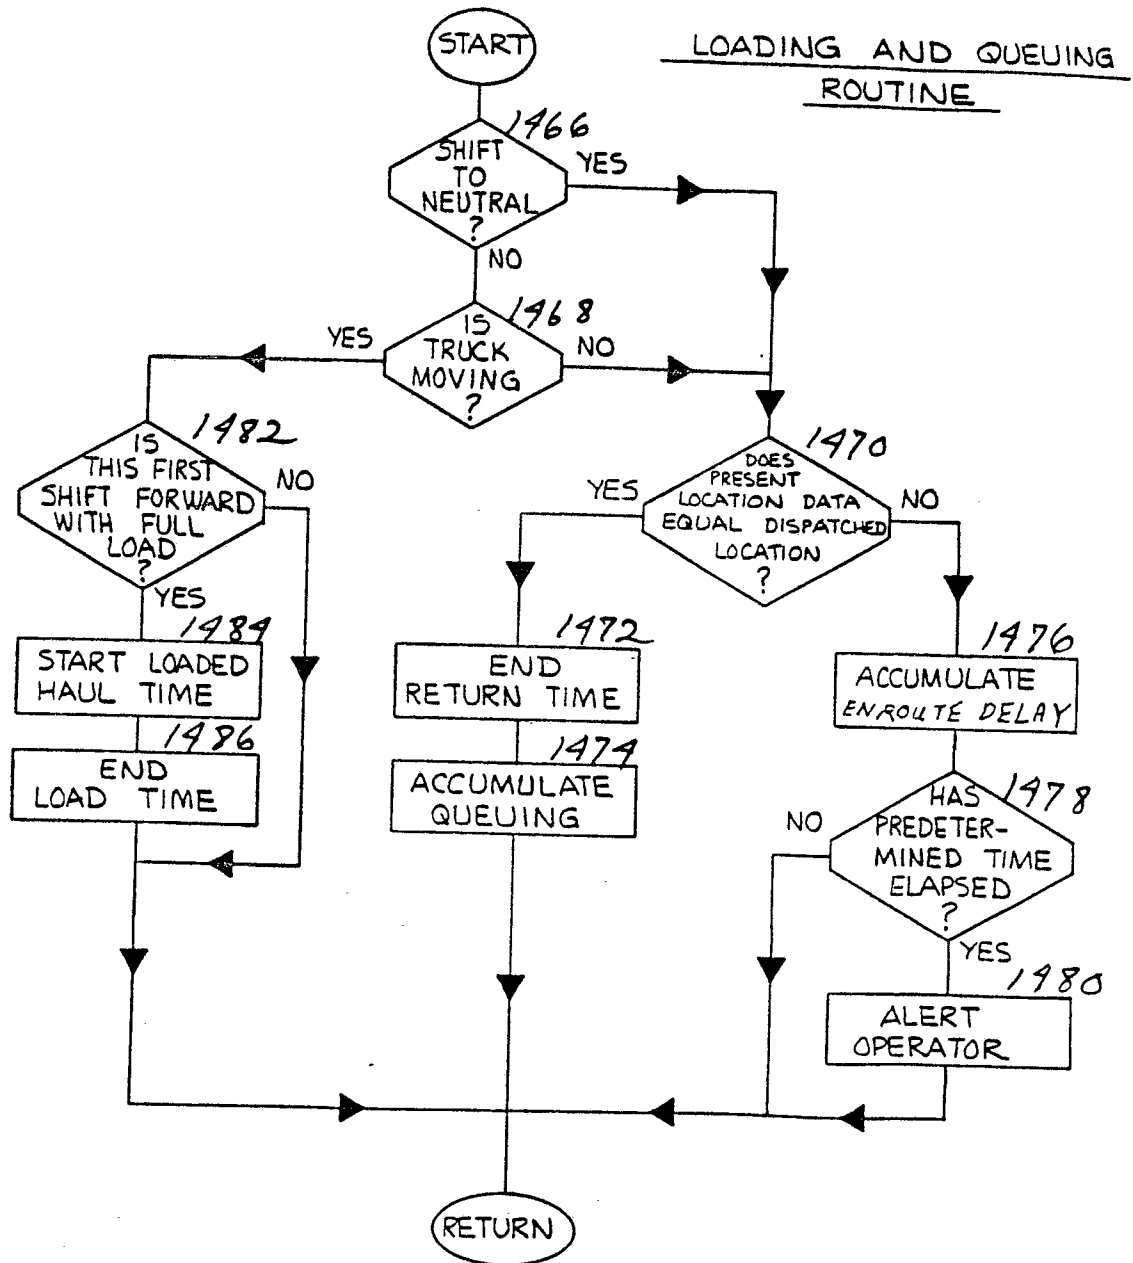 START
LOADING AND QUEUING
ROUTINE
1466
SHIFT
TO
NEUTRAL
?
YES
NO
1468
IS
TRUCK
MOVING
?
YES
NO
1482
IS
THIS FIRST
SHIFT FORWARD
WITH FULL
LOAD
?
NO
YES
1484
START LOADED
HAUL TIME
1486
END
LOAD TIME
1470
DOES
PRESENT
LOCATION DATA
EQUAL DISPATCHED
LOCATION
?
YES
NO
1472
END
RETURN TIME
1474
ACCUMULATE
QUEUING
1476
ACCUMULATE
ENROUTE DELAY
1478
HAS
PREDETER-
MINED TIME
ELAPSED
?
NO
YES
1480
ALERT
OPERATOR
RETURN